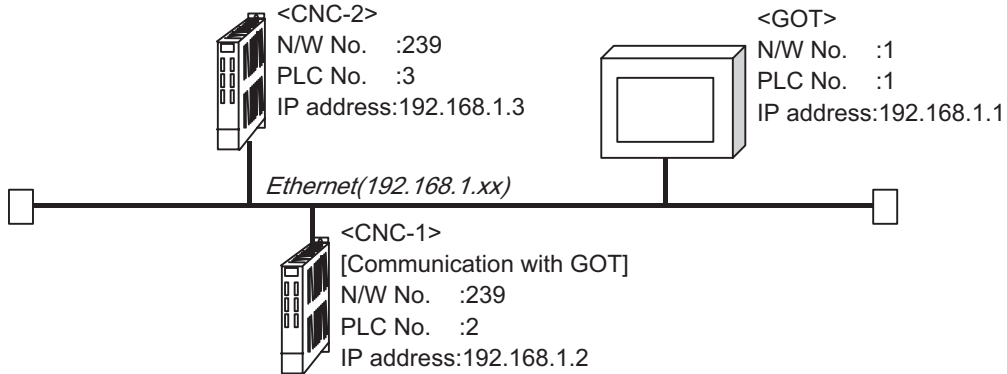 <CNC-2>
N/W No. :239
PLC No. :3
IP address:192.168.1.3
<GOT>
N/W No. :1
PLC No. :1
IP address:192.168.1.1
Ethernet(192.168.1.xx)
<CNC-1>
[Communication with GOT]
N/W No. :239
PLC No. :2
IP address:192.168.1.2